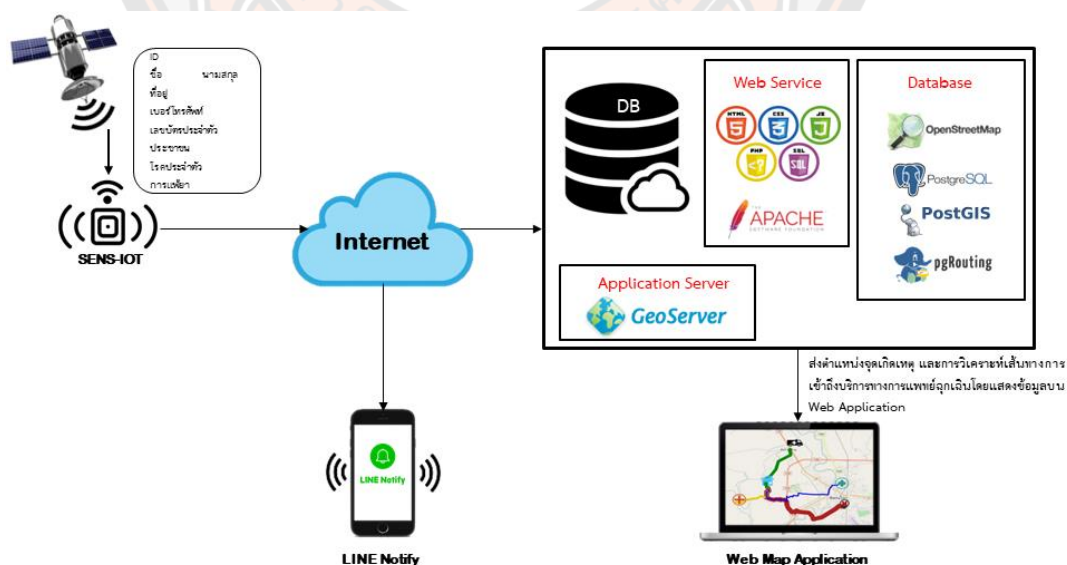 ID
ชื่อ นามสกุล
ที่อยู่
เบอร์โทรศัพท์
เลขบัตรประจำตัว
ประชาชน
โรคประจำตัว
การแพ้ยา
SENS-IOT
Internet
DB
Web Service
HTML
CSS
JS
PHP
SQL
THE
APACHE
SOFTWARE FOUNDATION
Database
OpenStreetMap
PostgreSQL
PostGIS
pgRouting
Application Server
GeoServer
ส่งตำแหน่งจุดเกิดเหตุ และการวิเคราะห์เส้นทางการ
เข้าถึงบริการทางการแพทย์ฉุกเฉินโดยแสดงข้อมูลบน
Web Application
LINE Notify
LINE Notify
Web Map Application